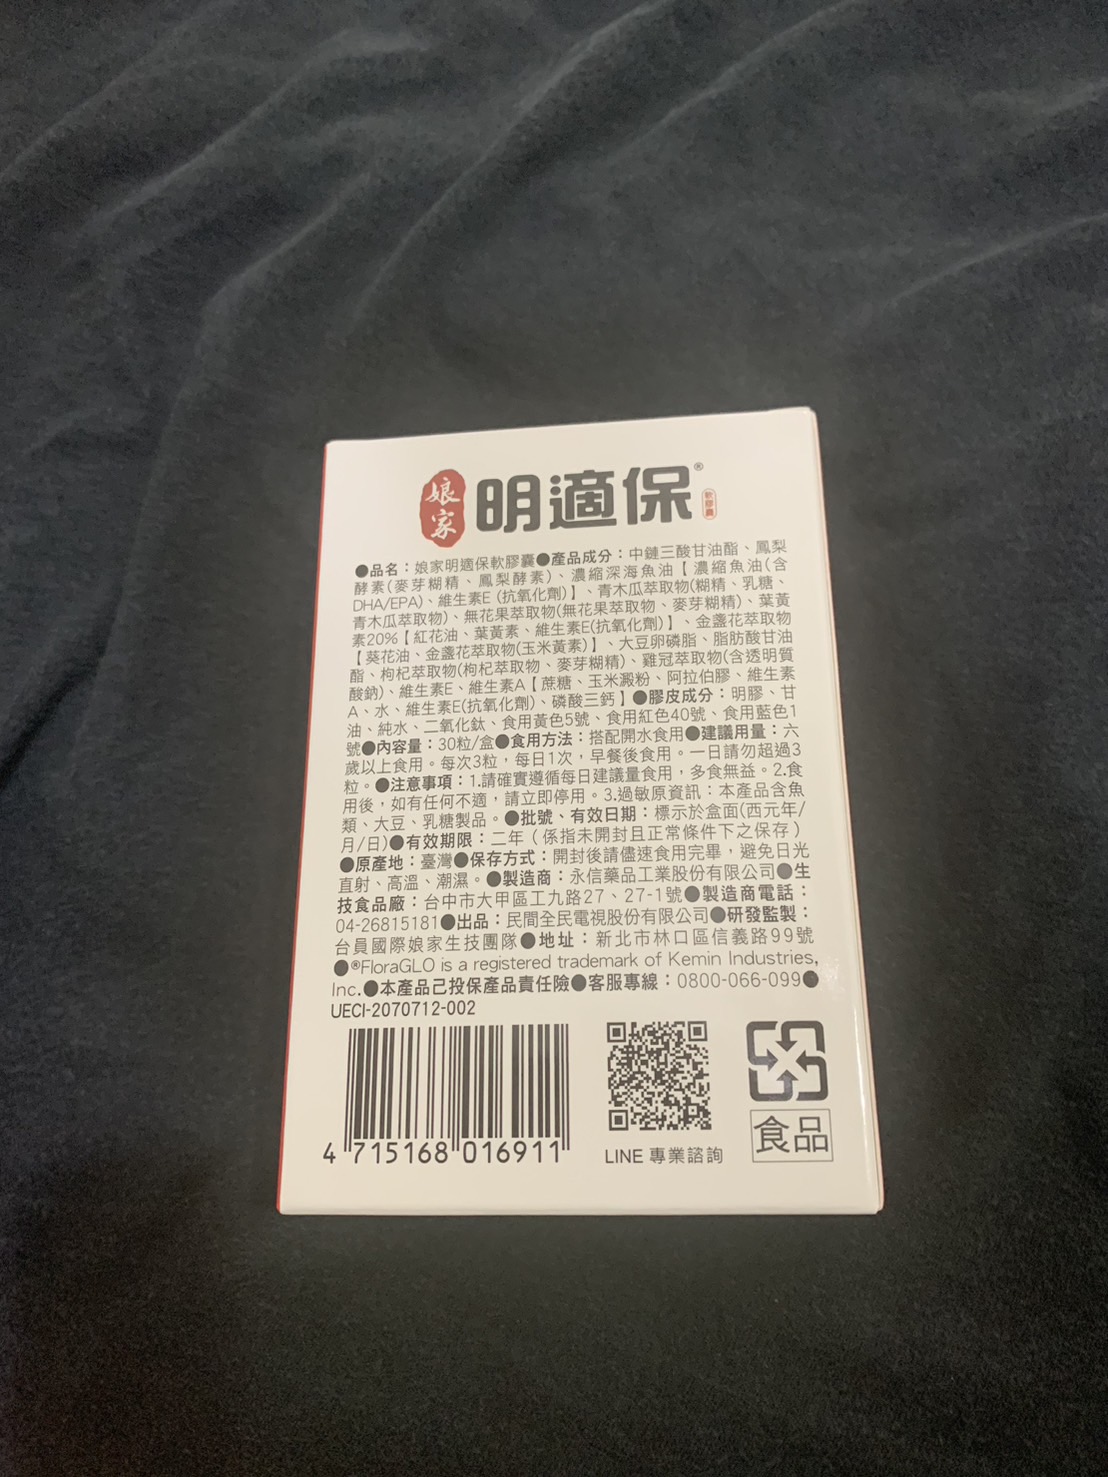 娘家 明適保® 軟膠囊
●品名：娘家明適保軟膠囊●產品成分：中鏈三酸甘油酯、鳳梨
酵素(麥芽糊精、鳳梨酵素)、濃縮深海魚油【濃縮魚油(含
DHA/EPA)、維生素E (抗氧化劑)】、青木瓜萃取物(糊精、乳糖、
青木瓜萃取物)、無花果萃取物(無花果萃取物、麥芽糊精)、葉黃
素20%【紅花油、葉黃素、維生素E(抗氧化劑)】、金盞花萃取物
【葵花油、金盞花萃取物(玉米黃素)】、大豆卵磷脂、脂肪酸甘油
酯、枸杞萃取物(枸杞萃取物、麥芽糊精)、雞冠萃取物(含透明質
酸鈉)、維生素E、維生素A【蔗糖、玉米澱粉、阿拉伯膠、維生素
A、水、維生素E(抗氧化劑)、磷酸三鈣】●膠皮成分：明膠、甘
油、純水、二氧化鈦、食用黃色5號、食用紅色40號、食用藍色1
號●內容量：30粒/盒●食用方法：搭配開水食用●建議用量：六
歲以上食用。每次3粒，每日1次，早餐後食用。一日請勿超過3
粒。●注意事項：1.請確實遵循每日建議量食用，多食無益。2.食
用後，如有任何不適，請立即停用。3.過敏原資訊：本產品含魚
類、大豆、乳糖製品。●批號、有效日期：標示於盒面(西元年/
月/日)●有效期限：二年（係指未開封且正常條件下之保存）
●原產地：臺灣●保存方式：開封後請儘速食用完畢，避免日光
直射、高溫、潮濕。●製造商：永信藥品工業股份有限公司●生
技食品廠：台中市大甲區工九路27、27-1號●製造商電話：
04-26815181●出品：民間全民電視股份有限公司●研發監製：
台員國際娘家生技團隊●地址：新北市林口區信義路99號
●®FloraGLO is a registered trademark of Kemin Industries,
Inc.●本產品已投保產品責任險●客服專線：0800-066-099●
UECI-2070712-002
4 715168 016911
LINE 專業諮詢
食品